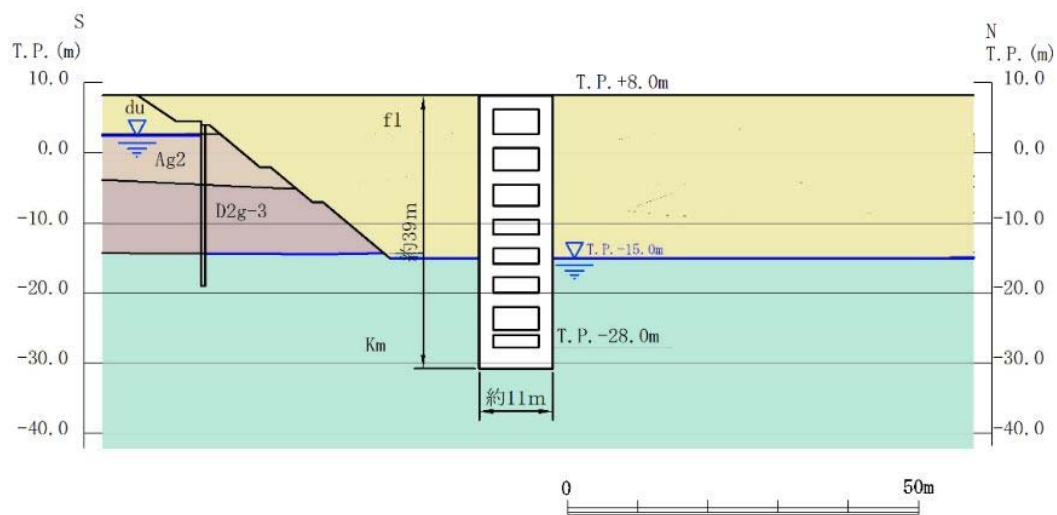 S
T.P.(m)
N
T.P.(m)
10.0
0.0
-10.0
-20.0
-30.0
-40.0
10.0
0.0
-10.0
-20.0
-30.0
-40.0
T.P.+8.0m
du
fl
Ag2
D2g-3
約39m
T.P.-15.0m
Km
T.P.-28.0m
約11m
0
50m